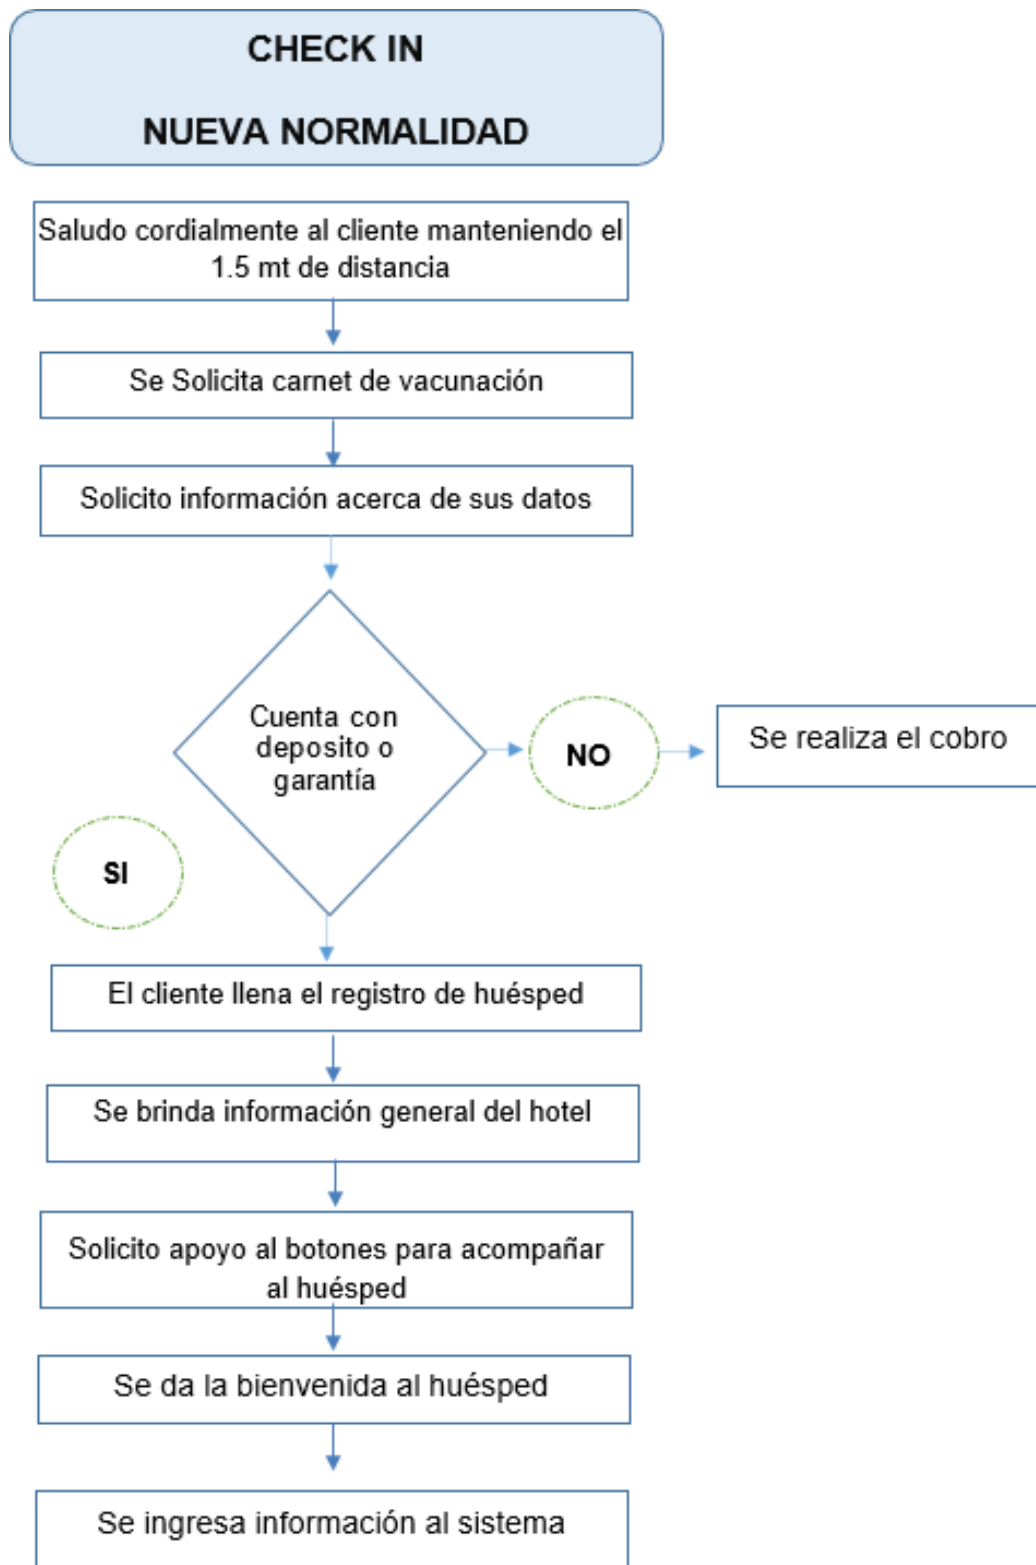 CHECK IN
NUEVA NORMALIDAD
Saludo cordialmente al cliente manteniendo el
1.5 mt de distancia
Se Solicita carnet de vacunación
Solicito información acerca de sus datos
Cuenta con
deposito o
garantía
NO
Se realiza el cobro
SI
El cliente llena el registro de huésped
Se brinda información general del hotel
Solicito apoyo al botones para acompañar
al huésped
Se da la bienvenida al huésped
Se ingresa información al sistema